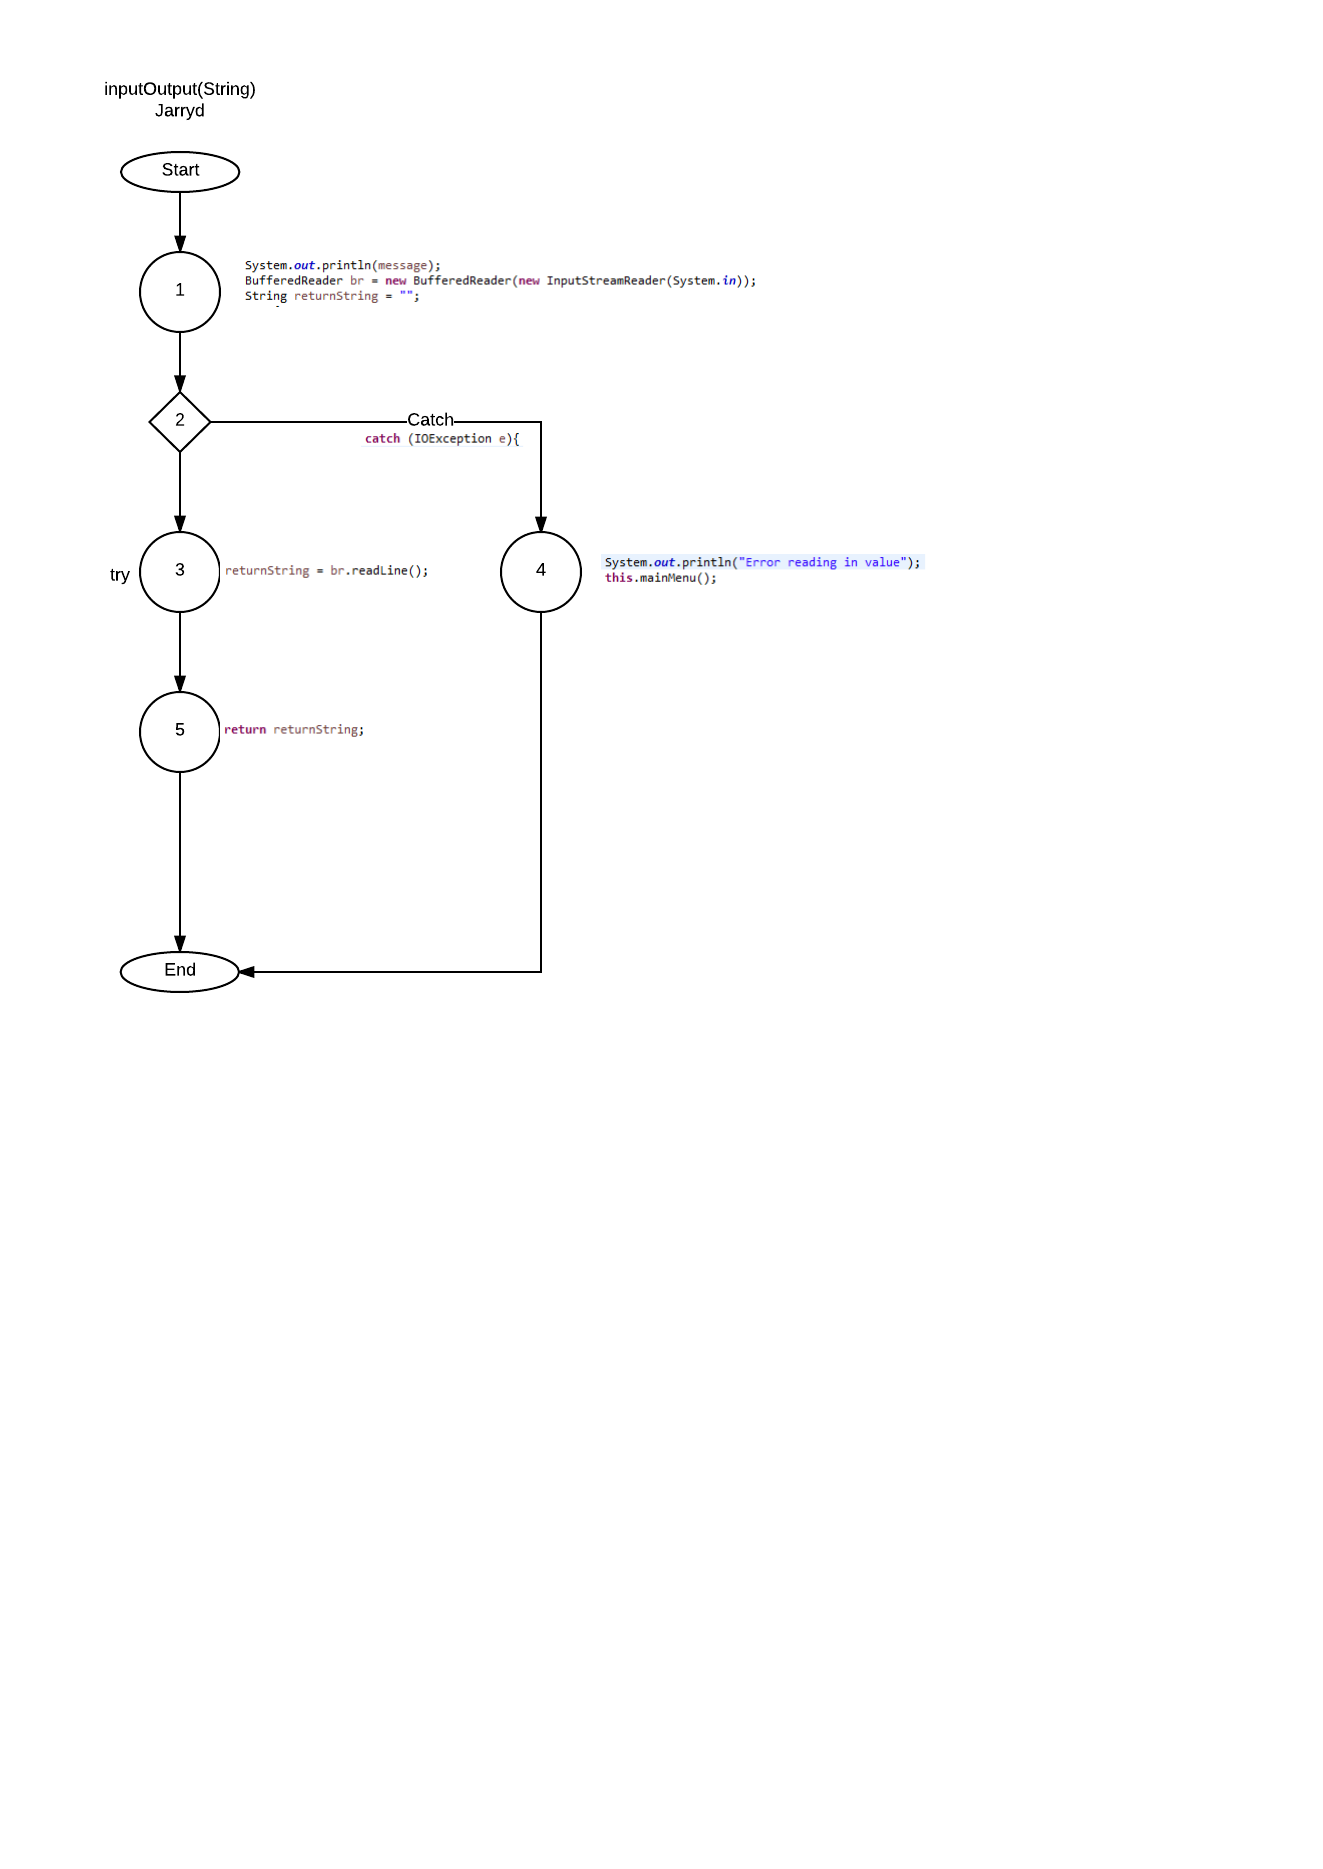 inputOutput(String)
Jarryd
Start
1
System.out.println(message);
BufferedReader br = new BufferedReader(new InputStreamReader(System.in));
String returnString = "";
2
Catch
catch (IOException e){
try
3
returnString = br.readLine();
4
System.out.println("Error reading in value");
this.mainMenu();
5
return returnString;
End